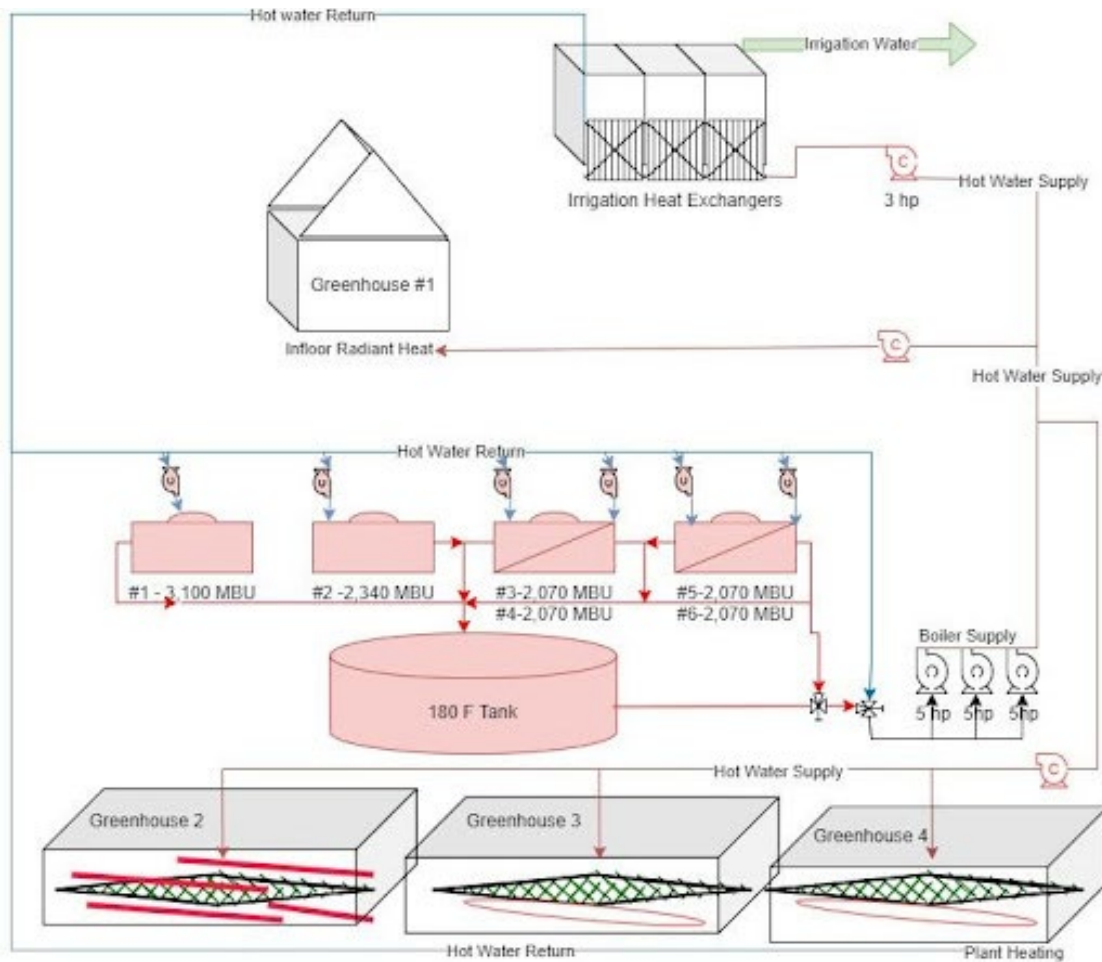 Hot water Return
Irrigation Water
Irrigation Heat Exchangers
C
3 hp
Hot Water Supply
Greenhouse #1
Infloor Radiant Heat
C
Hot Water Supply
Hot Water Return
C
C
C
C
C
C
#1 - 3,100 MBU
#2 -2,340 MBU
#3-2,070 MBU
#4-2,070 MBU
#5-2,070 MBU
#6-2,070 MBU
Boiler Supply
C
C
C
5 hp
5hp
5hp
180 F Tank
Hot Water Supply
C
Greenhouse 2
Greenhouse 3
Greenhouse 4
Hot Water Return
Plant Heating